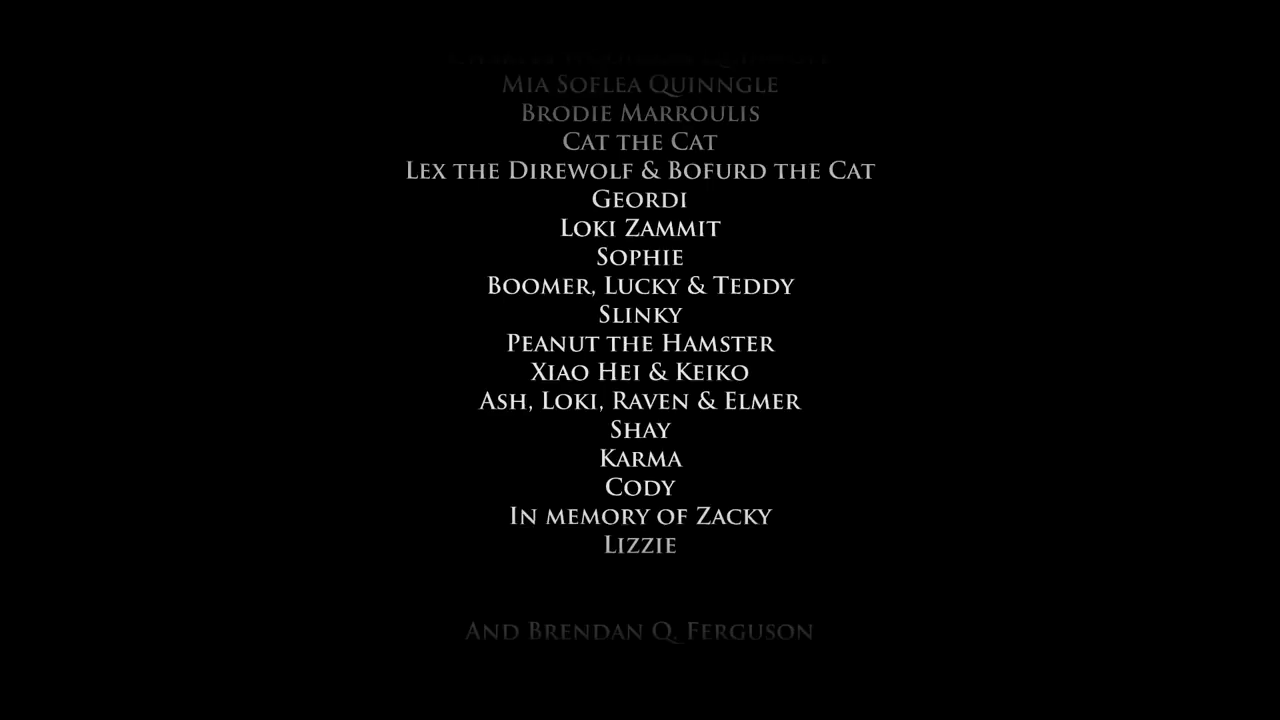 Mia Soflea Quinngle
Brodie Marroulis
Cat the Cat
Lex the Direwolf & Bofurd the Cat
Geordi
Loki Zammit
Sophie
Boomer, Lucky & Teddy
Slinky
Peanut the Hamster
Xiao Hei & Keiko
Ash, Loki, Raven & Elmer
Shay
Karma
Cody
In memory of Zacky
Lizzie
And Brendan Q. Ferguson